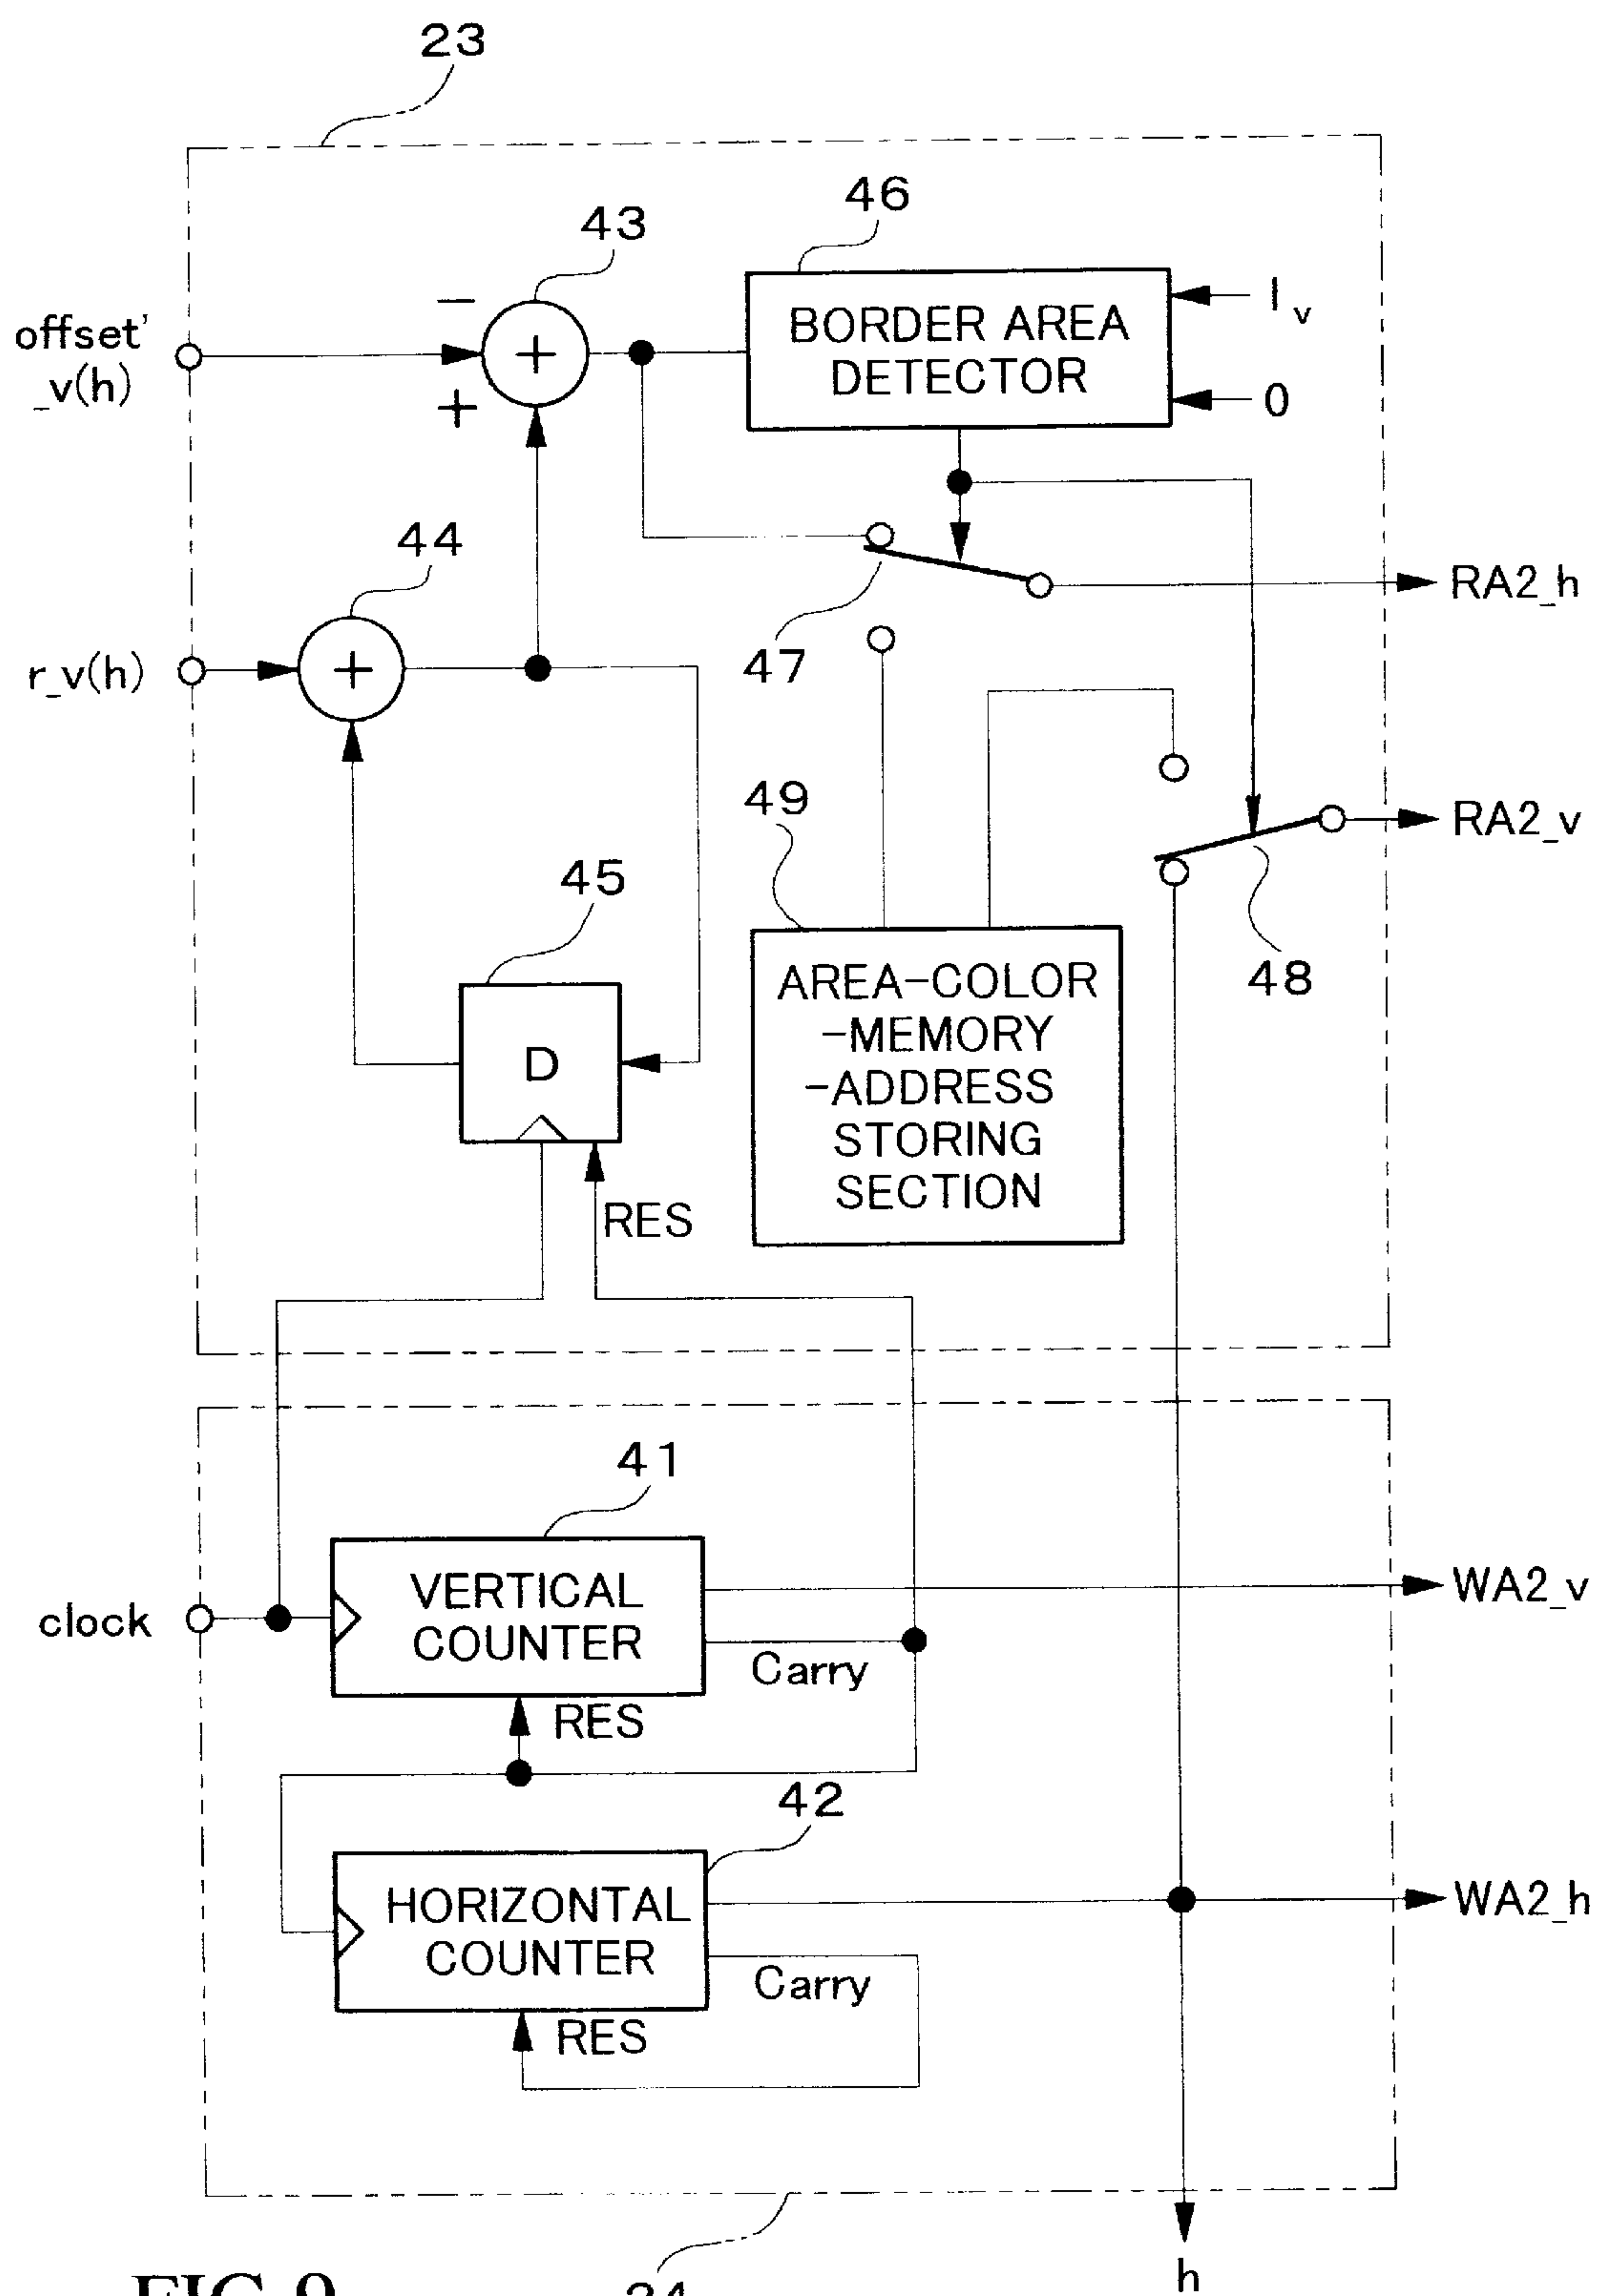 23
46
43
−
offset'
_v(h)
+
+
BORDER AREA
DETECTOR
I v
0
44
r_v(h)
+
47
RA2_h
49
RA2_v
45
48
D
AREA-COLOR
-MEMORY
-ADDRESS
STORING
SECTION
RES
41
clock
VERTICAL
COUNTER
WA2_v
Carry
RES
42
HORIZONTAL
COUNTER
WA2_h
Carry
RES
h